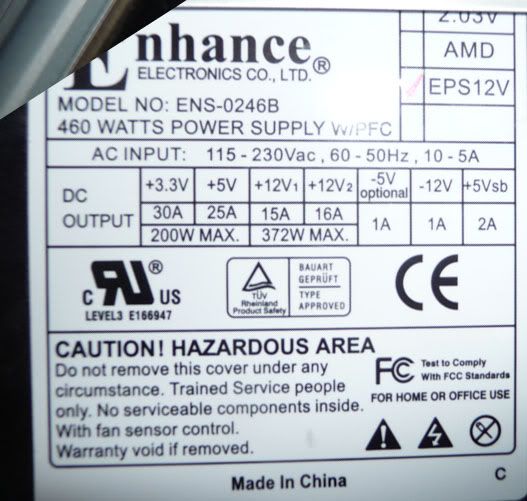 Enhance®
ELECTRONICS CO., LTD.
2.03V
AMD
EPS12V
MODEL NO: ENS-0246B
460 WATTS POWER SUPPLY W/PFC
AC INPUT: 115 - 230Vac , 60 - 50Hz , 10 - 5A
DC OUTPUT
+3.3V +5V +12V1 +12V2 -5V optional -12V +5Vsb
30A 25A 15A 16A 1A 1A 2A
200W MAX. 372W MAX.
c RU ® US
LEVEL3 E166947
TÜV
Rheinland
Product Safety
BAUART
GEPRÜFT
TYPE
APPROVED
CE
CAUTION! HAZARDOUS AREA
Do not remove this cover under any
circumstance. Trained Service people
only. No serviceable components inside.
With fan sensor control.
Warranty void if removed.
FC Test to Comply
With FCC Standards
FOR HOME OR OFFICE USE
Made In China
C